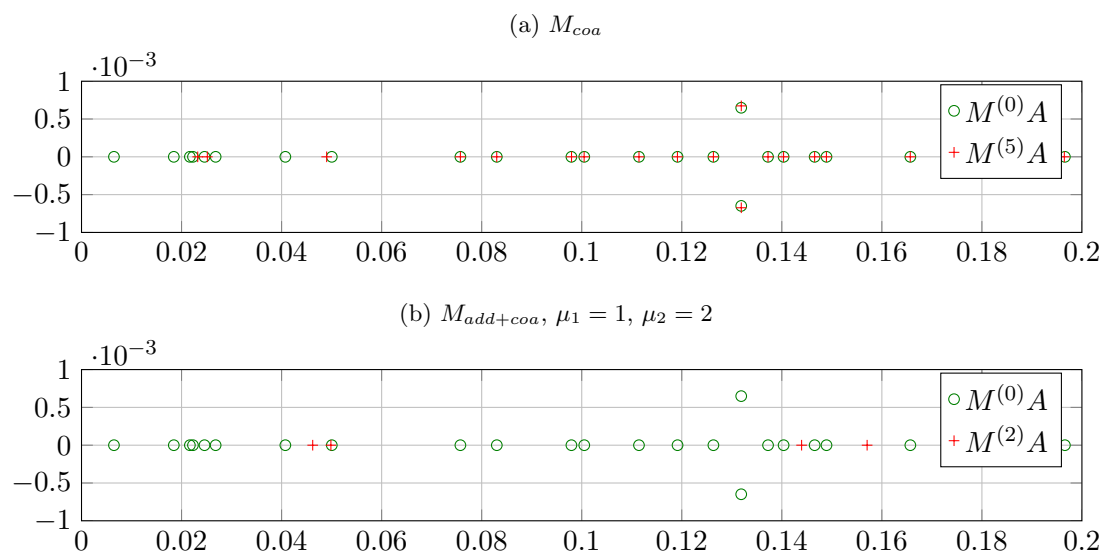 (a) M_{coa}
·10^{−3}
1
0.5
0
−0.5
−1
0 0.02 0.04 0.06 0.08 0.1 0.12 0.14 0.16 0.18 0.2
M^{(0)}A
M^{(5)}A
(b) M_{add+coa}, μ_1 = 1, μ_2 = 2
·10^{−3}
1
0.5
0
−0.5
−1
0 0.02 0.04 0.06 0.08 0.1 0.12 0.14 0.16 0.18 0.2
M^{(0)}A
M^{(2)}A